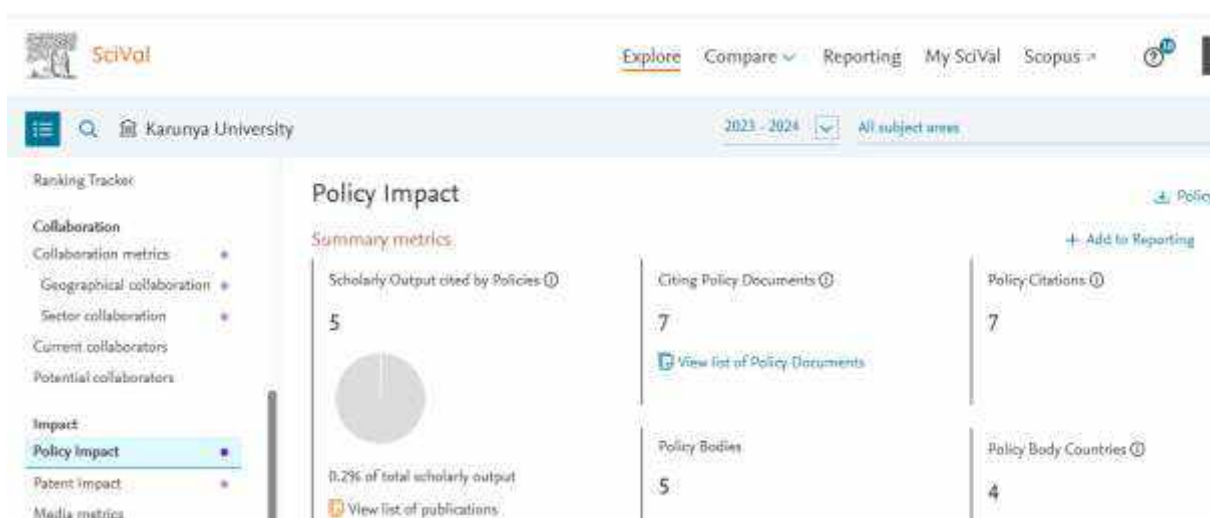 SciVal
Explore Compare Reporting My SciVal Scopus
Karunya University
2023 - 2024 All subject areas
Ranking Tracker
Collaboration
Collaboration metrics
Geographical collaboration
Sector collaboration
Current collaborators
Potential collaborators
Impact
Policy Impact
Patent Impact
Media metrics
Policy Impact
Policy
Summary metrics
+ Add to Reporting
Scholarly Output cited by Policies
5
0.2% of total scholarly output
View list of publications
Citing Policy Documents
7
View list of Policy Documents
Policy Citations
7
Policy Bodies
5
Policy Body Countries
4